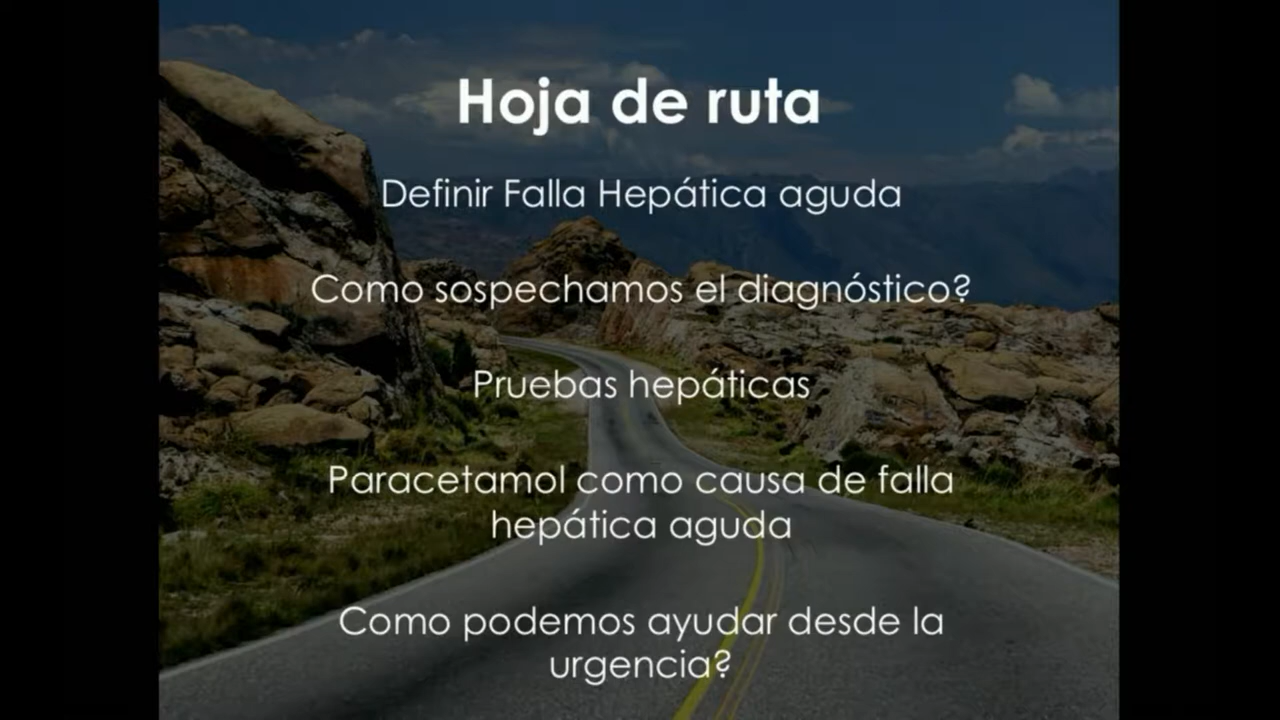 Hoja de ruta
Definir Falla Hepática aguda
Como sospechamos el diagnóstico?
Pruebas hepáticas
Paracetamol como causa de falla
hepática aguda
Como podemos ayudar desde la
urgencia?